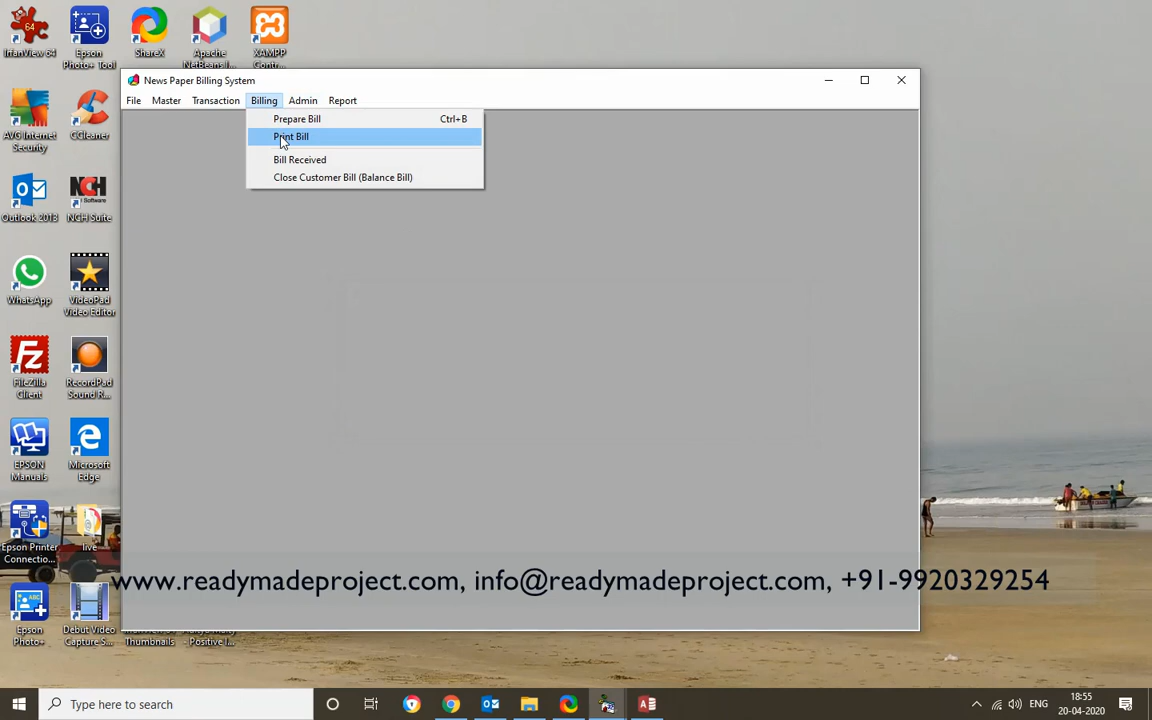 IrfanView 64
Epson Photo+ Tool
ShareX
Apache NetBeans I...
XAMPP Contr...
News Paper Billing System
File Master Transaction Billing Admin Report
Prepare Bill Ctrl+B
Print Bill
Bill Received
Close Customer Bill (Balance Bill)
AVG Internet Security
CCleaner
Outlook 2013
NCH Suite
WhatsApp
VideoPad Video Editor
FileZilla Client
RecordPad Sound R...
EPSON Manuals
Microsoft Edge
Epson Printer Connectio...
live
Epson Photo+
Debut Video Capture S...
Thumbnails
- Positive I...
www.readymadeproject.com, info@readymadeproject.com, +91-9920329254
Type here to search
ENG
18:55
20-04-2020